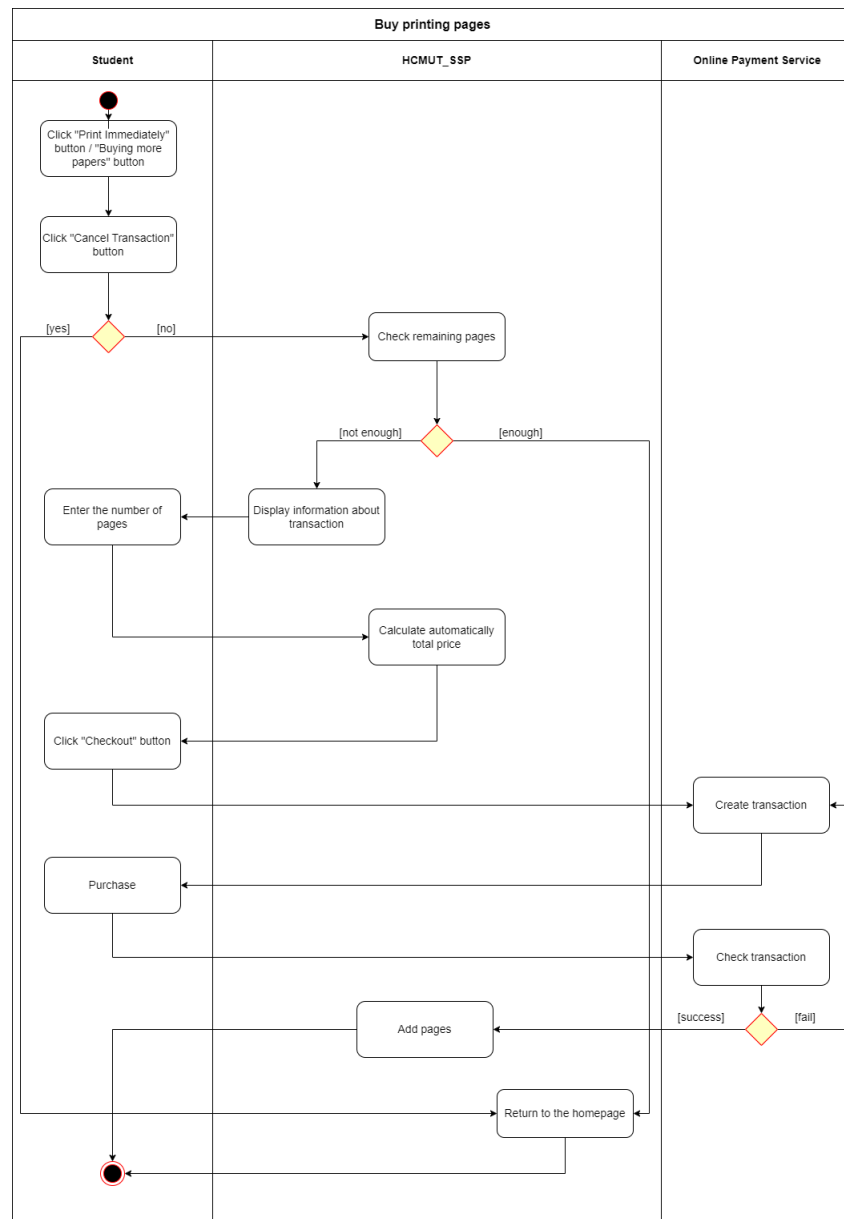 Buy printing pages
Student
HCMUT_SSP
Online Payment Service
Click "Print Immediately"
button / "Buying more
papers" button
Click "Cancel Transaction"
button
[yes]
[no]
Check remaining pages
[not enough]
[enough]
Enter the number of
pages
Display information about
transaction
Calculate automatically
total price
Click "Checkout" button
Create transaction
Purchase
Check transaction
[success]
[fail]
Add pages
Return to the homepage